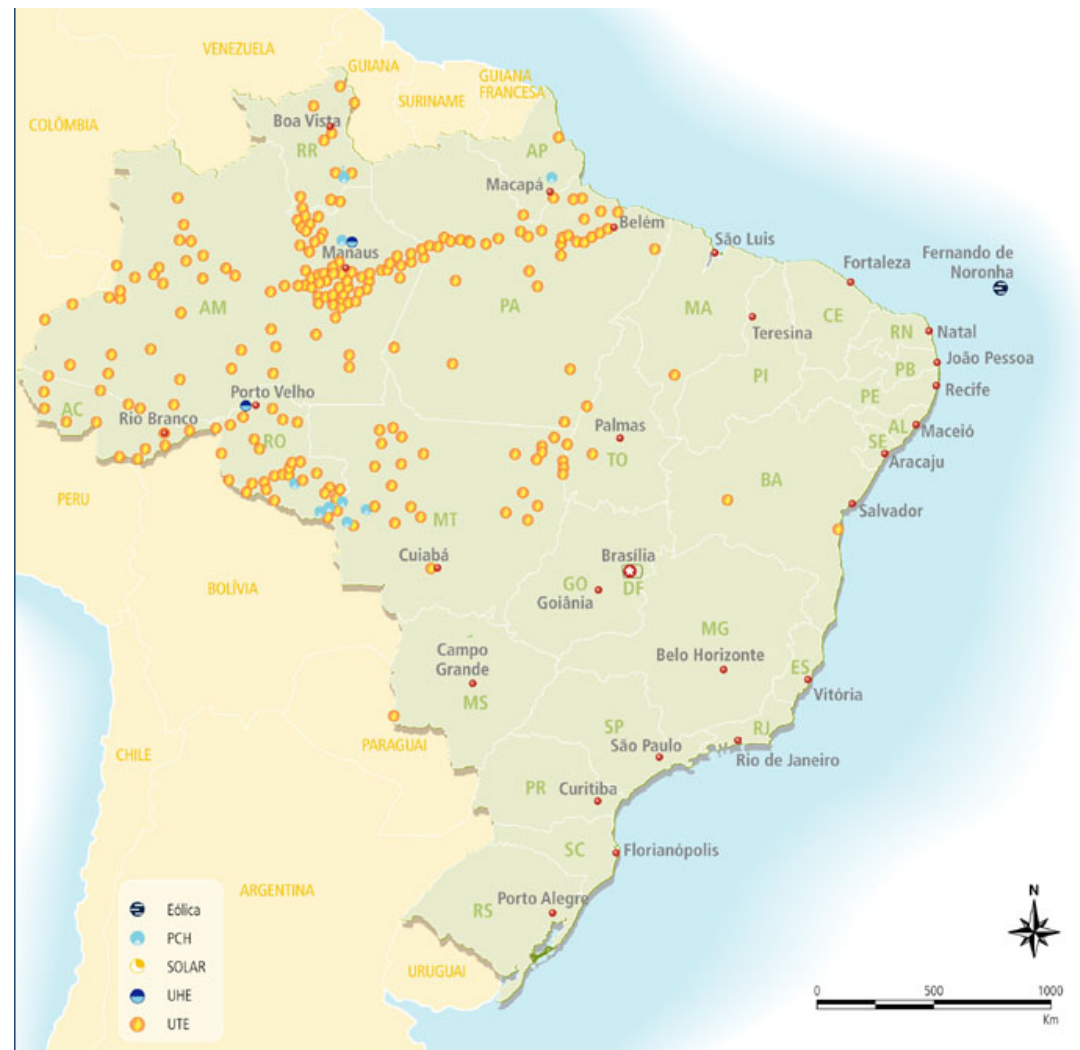 VENEZUELA
GUIANA
GUIANA
FRANCESA
SURINAME
COLÔMBIA
Boa Vista
RR
AP
Macapá
Belém
São Luis
Fernando de
Noronha
Fortaleza
Manaus
AM
PA
MA
CE
Teresina
RN
Natal
João Pessoa
PB
PI
PE
Recife
AC
Porto Velho
Rio Branco
RO
Palmas
TO
AL
Maceió
SE
Aracaju
BA
PERU
Salvador
MT
Cuiabá
Brasília
BOLÍVIA
GO
DF
Goiânia
MG
Campo
Grande
Belo Horizonte
ES
MS
Vitória
SP
RJ
PARAGUAI
CHILE
São Paulo
Rio de Janeiro
PR
Curitiba
SC
Florianópolis
ARGENTINA
Porto Alegre
RS
URUGUAI
Eólica
PCH
SOLAR
UHE
UTE
N
0 500 1000
Km